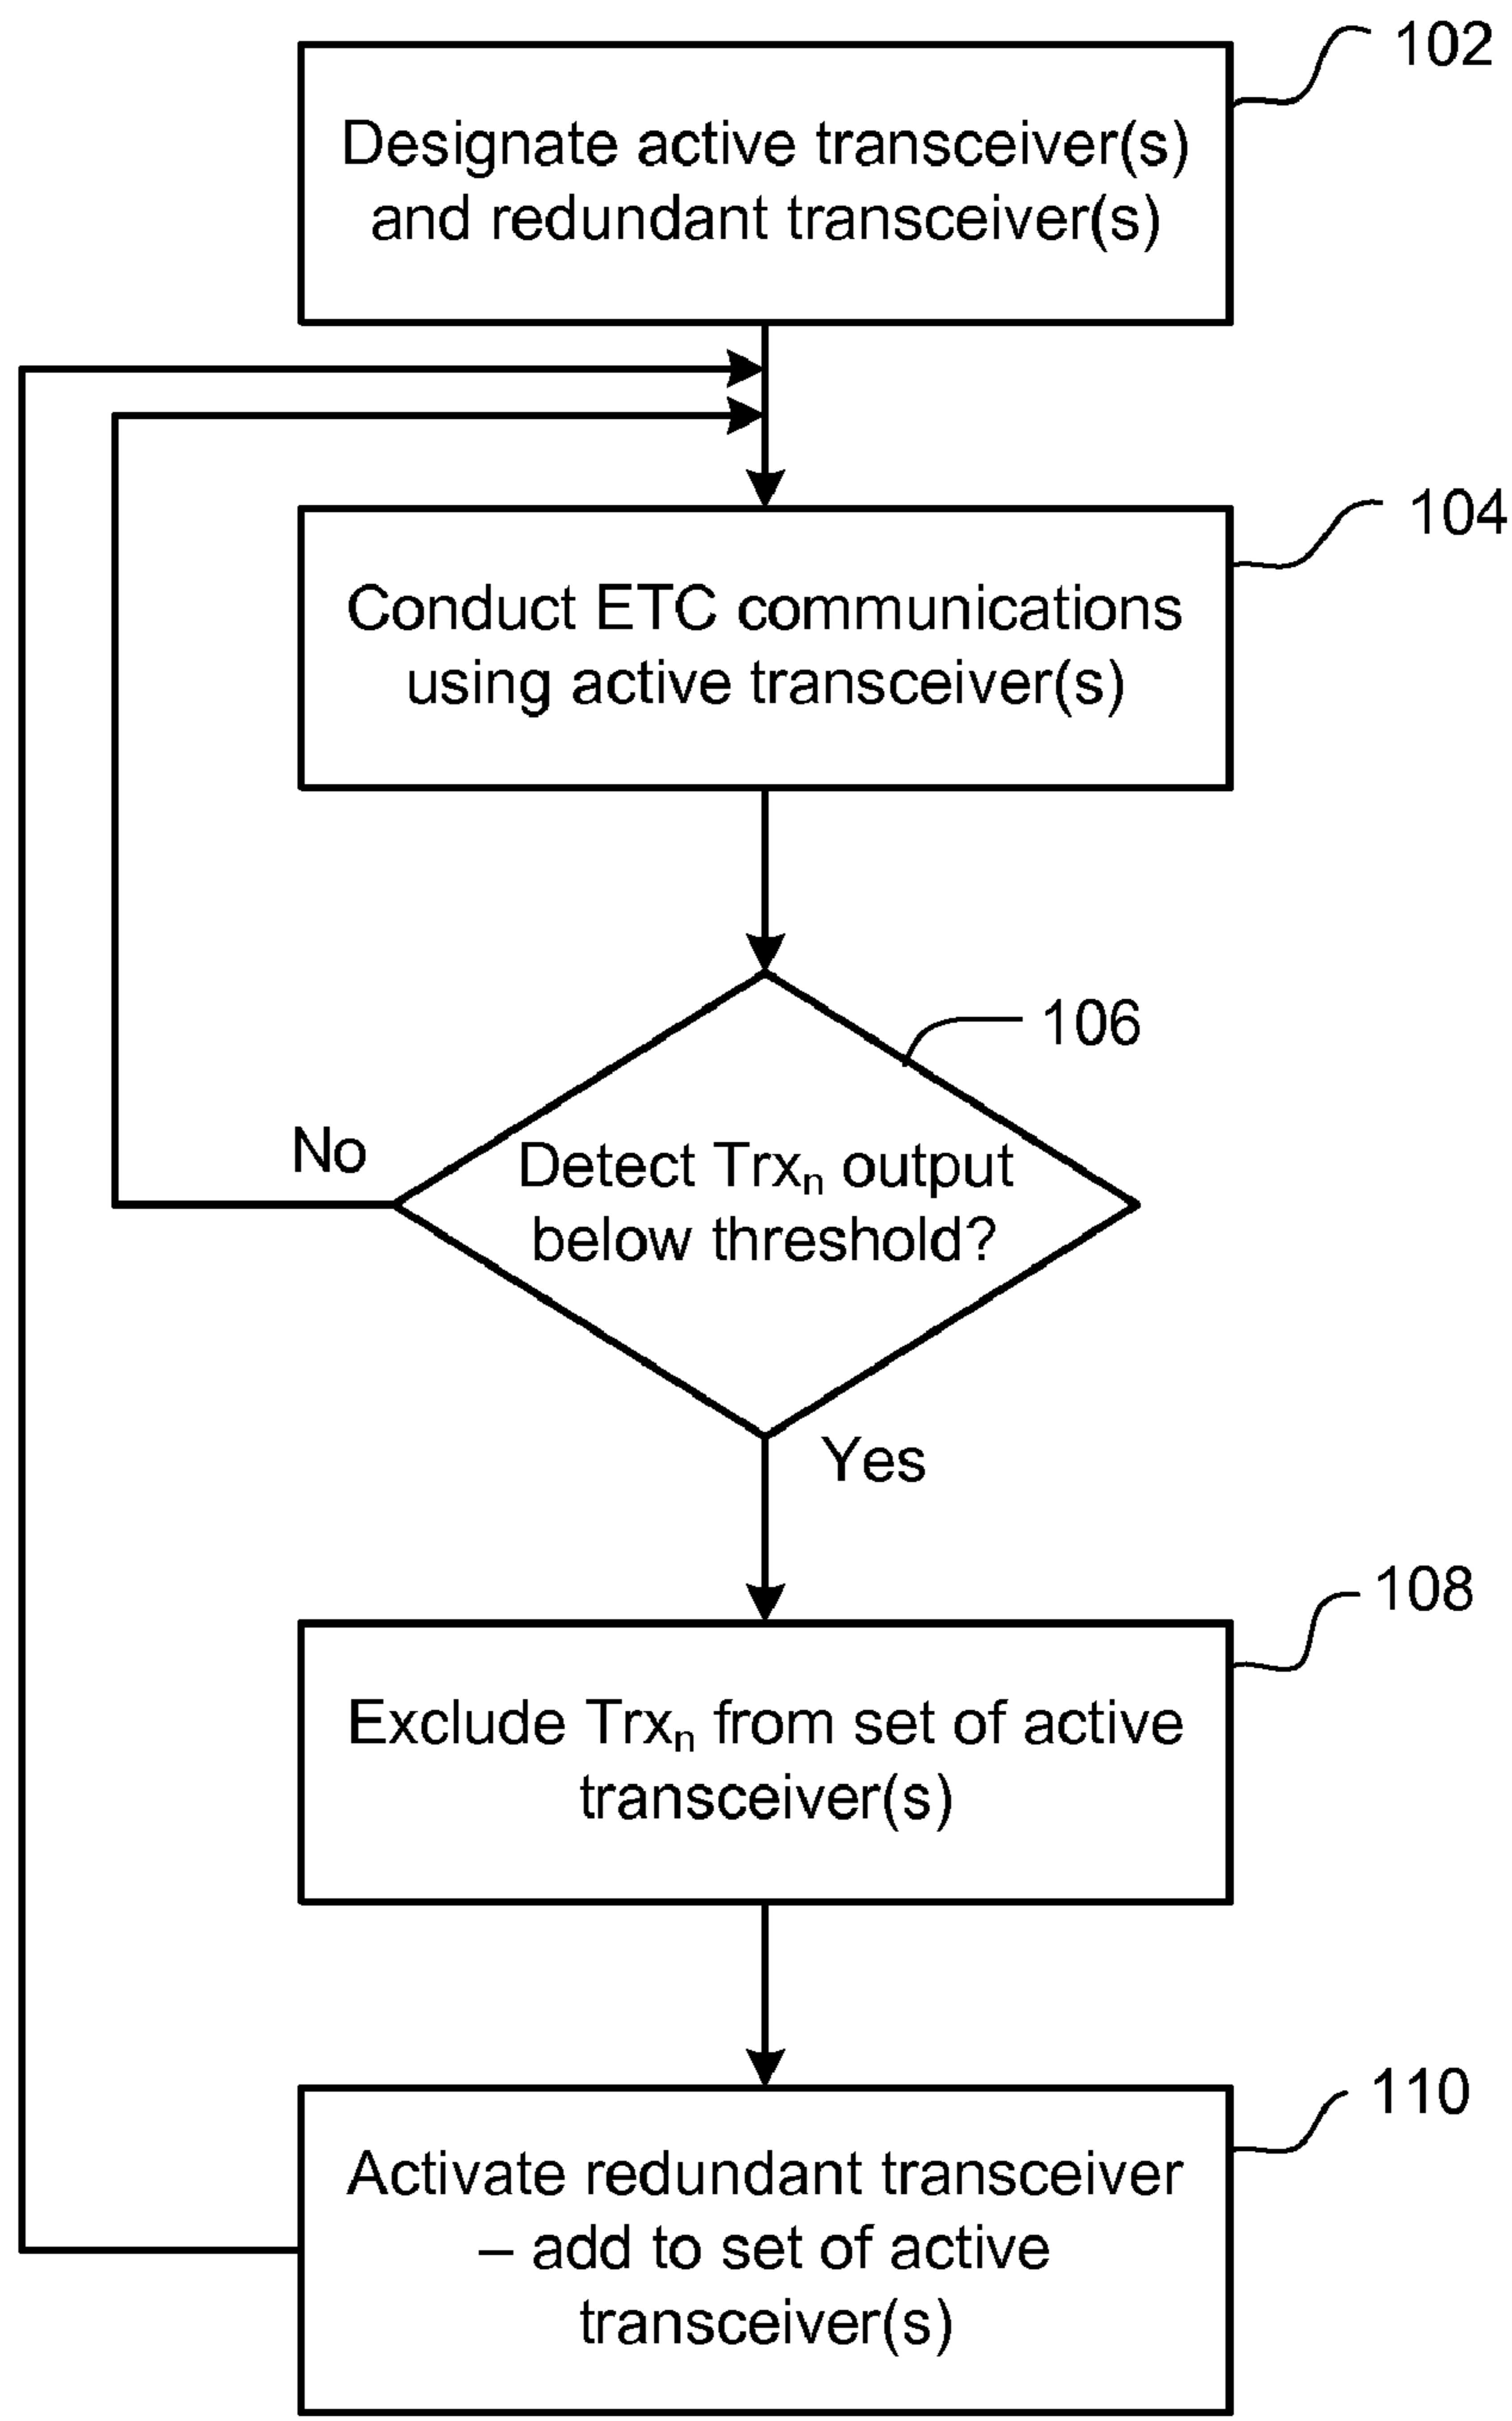 102
Designate active transceiver(s)
and redundant transceiver(s)
104
Conduct ETC communications
using active transceiver(s)
106
No
Detect Trxₙ output
below threshold?
Yes
108
Exclude Trxₙ from set of active
transceiver(s)
110
Activate redundant transceiver
– add to set of active
transceiver(s)